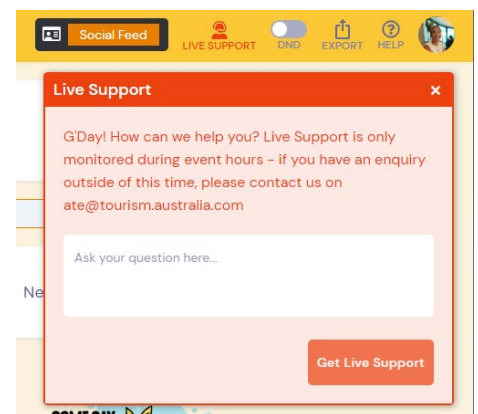 Social Feed
LIVE SUPPORT
DND
EXPORT
HELP
Live Support
G'Day! How can we help you? Live Support is only
monitored during event hours - if you have an enquiry
outside of this time, please contact us on
ate@tourism.australia.com
Ask your question here...
Ne
Get Live Support